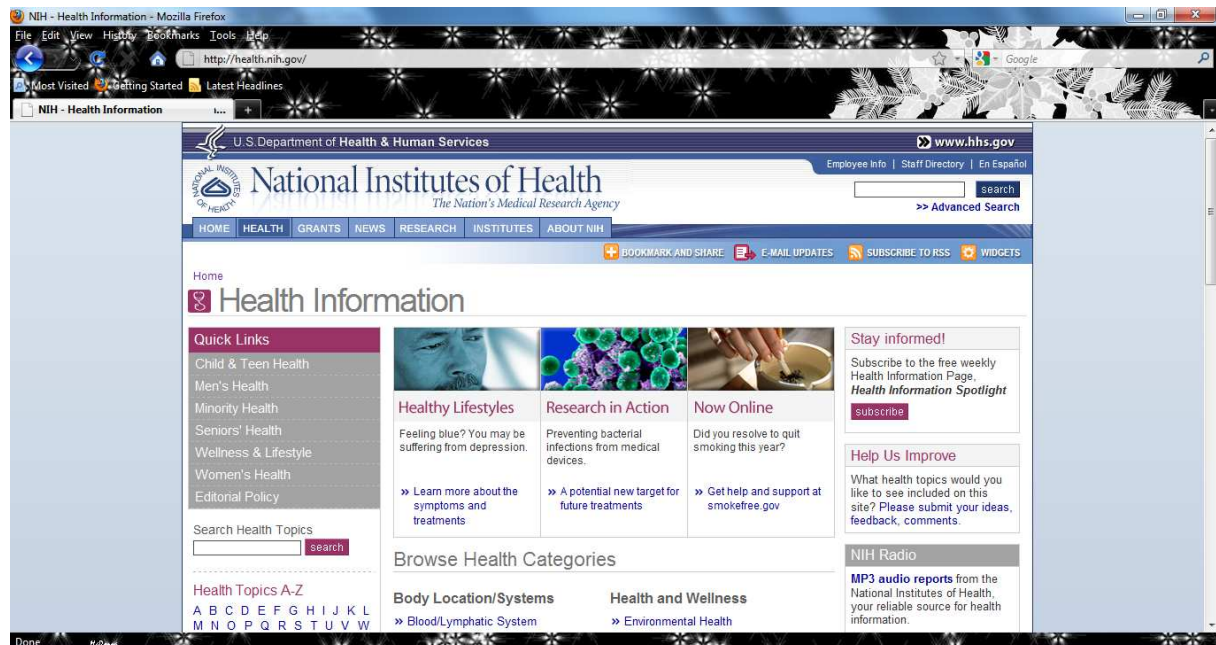 NIH - Health Information - Mozilla Firefox
File Edit View History Bookmarks Tools Help
http://health.nih.gov/
Google
Most Visited Getting Started Latest Headlines
NIH - Health Information
U.S. Department of Health & Human Services
www.hhs.gov
Employee Info | Staff Directory | En Español
National Institutes of Health
The Nation's Medical Research Agency
search
>> Advanced Search
HOME HEALTH GRANTS NEWS RESEARCH INSTITUTES ABOUT NIH
BOOKMARK AND SHARE E-MAIL UPDATES SUBSCRIBE TO RSS WIDGETS
Home
Health Information
Quick Links
Child & Teen Health
Men's Health
Minority Health
Seniors' Health
Wellness & Lifestyle
Women's Health
Editorial Policy
Search Health Topics
search
Health Topics A-Z
A B C D E F G H I J K L
M N O P Q R S T U V W
Healthy Lifestyles
Feeling blue? You may be
suffering from depression.
» Learn more about the
symptoms and
treatments
Research in Action
Preventing bacterial
infections from medical
devices.
» A potential new target for
future treatments
Now Online
Did you resolve to quit
smoking this year?
» Get help and support at
smokefree.gov
Browse Health Categories
Body Location/Systems
» Blood/Lymphatic System
Health and Wellness
» Environmental Health
Stay informed!
Subscribe to the free weekly
Health Information Page,
Health Information Spotlight
subscribe
Help Us Improve
What health topics would you
like to see included on this
site? Please submit your ideas,
feedback, comments.
NIH Radio
MP3 audio reports from the
National Institutes of Health,
your reliable source for health
information.
Done